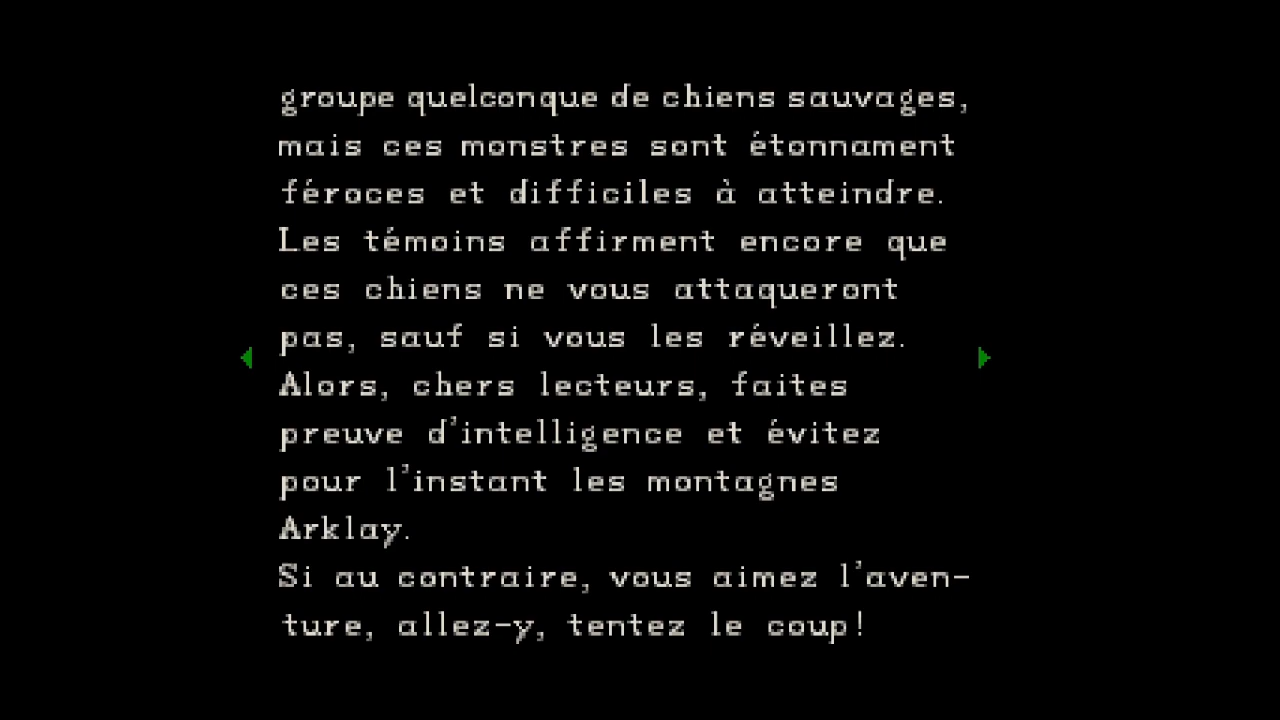 groupe quelconque de chiens sauvages,
mais ces monstres sont étonnament
féroces et difficiles à atteindre.
Les témoins affirment encore que
ces chiens ne vous attaqueront
pas, sauf si vous les réveillez.
Alors, chers lecteurs, faites
preuve d'intelligence et évitez
pour l'instant les montagnes
Arklay.
Si au contraire, vous aimez l'aven-
ture, allez-y, tentez le coup!